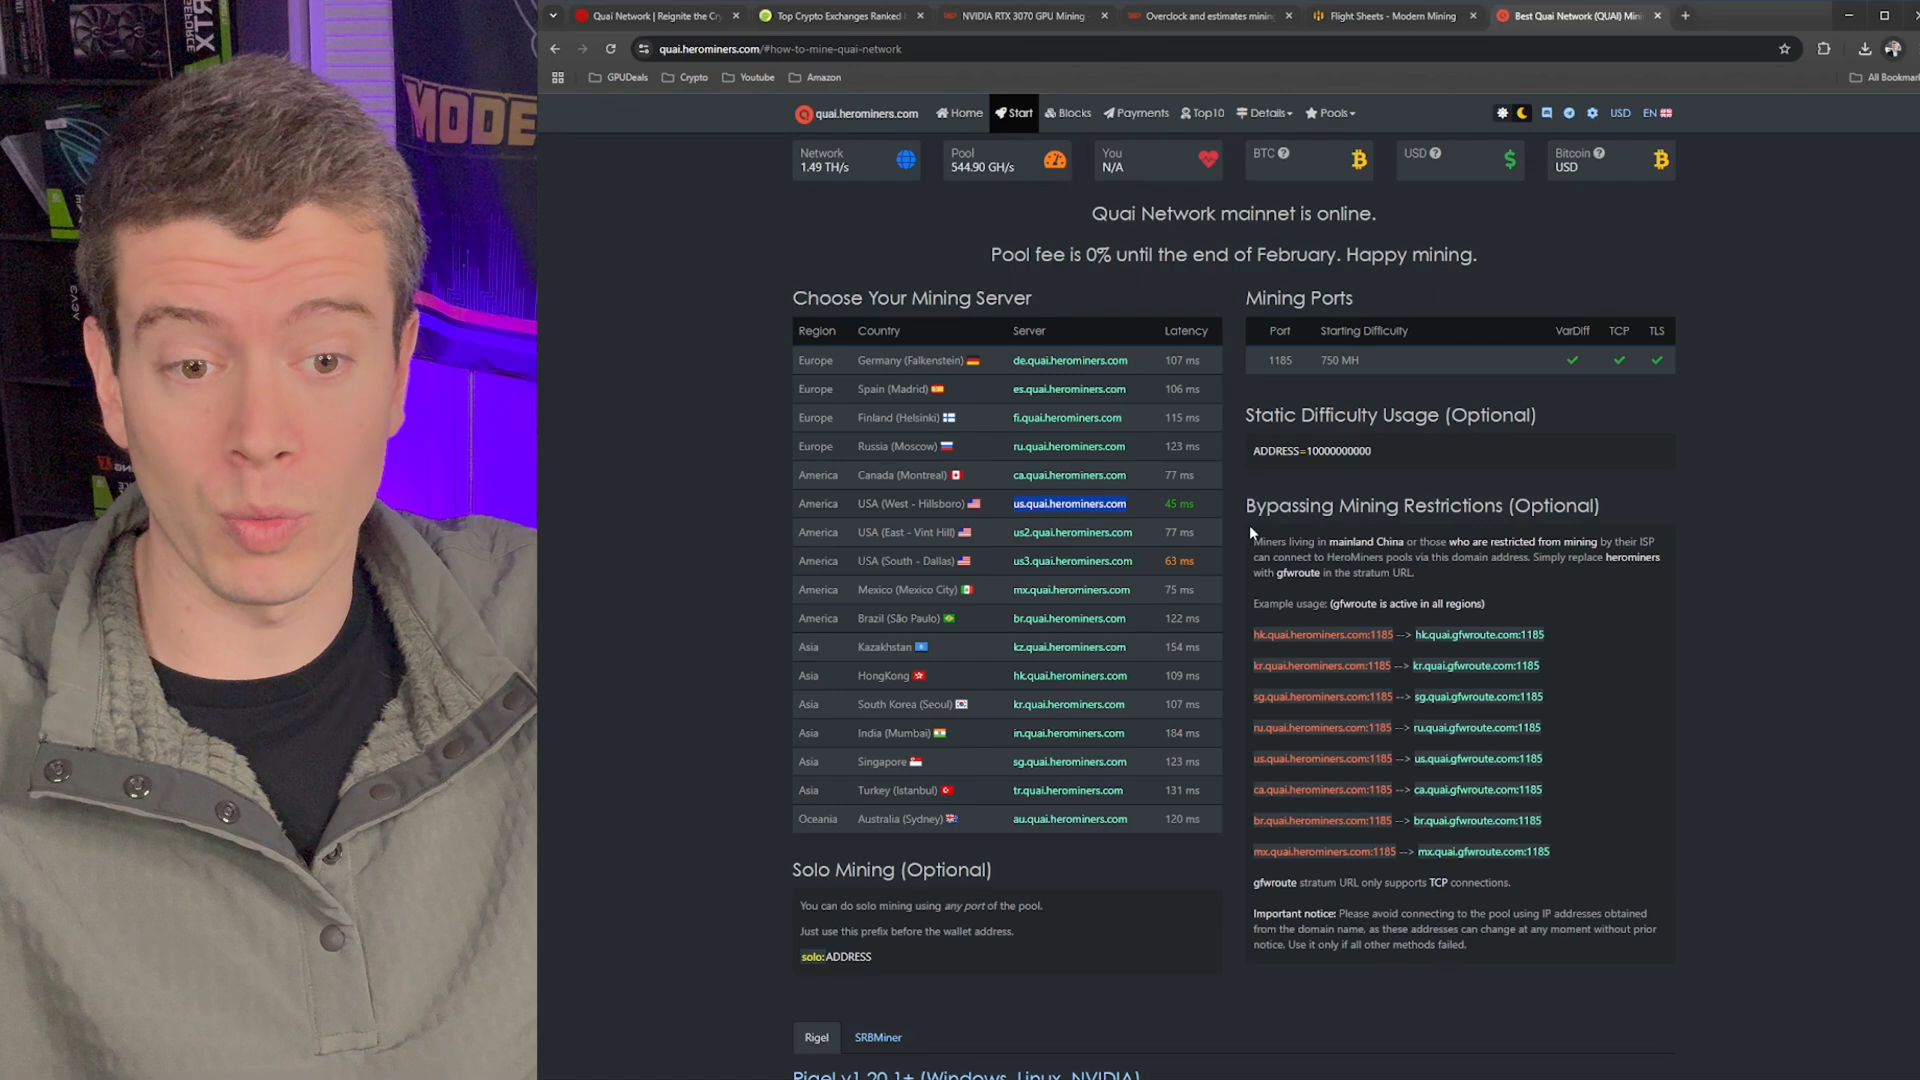 Quai Network | Reignite the Cr
Top Crypto Exchanges Ranked
NVIDIA RTX 3070 GPU Mining
Overclock and estimates minin
Flight Sheets - Modern Mining
Best Quai Network (QUAI) Mini
quai.herominers.com/#how-to-mine-quai-network
GPUDeals
Crypto
Youtube
Amazon
All Bookmar
MODE
RTX
quai.herominers.com
Home
Start
Blocks
Payments
Top10
Details
Pools
USD
EN
Network
1.49 TH/s
Pool
544.90 GH/s
You
N/A
BTC
USD
Bitcoin
USD
Quai Network mainnet is online.
Pool fee is 0% until the end of February. Happy mining.
Choose Your Mining Server
Region Country Server Latency
Europe Germany (Falkenstein) de.quai.herominers.com 107 ms
Europe Spain (Madrid) es.quai.herominers.com 106 ms
Europe Finland (Helsinki) fi.quai.herominers.com 115 ms
Europe Russia (Moscow) ru.quai.herominers.com 123 ms
America Canada (Montreal) ca.quai.herominers.com 77 ms
America USA (West - Hillsboro) us.quai.herominers.com 45 ms
America USA (East - Vint Hill) us2.quai.herominers.com 77 ms
America USA (South - Dallas) us3.quai.herominers.com 63 ms
America Mexico (Mexico City) mx.quai.herominers.com 75 ms
America Brazil (São Paulo) br.quai.herominers.com 122 ms
Asia Kazakhstan kz.quai.herominers.com 154 ms
Asia HongKong hk.quai.herominers.com 109 ms
Asia South Korea (Seoul) kr.quai.herominers.com 107 ms
Asia India (Mumbai) in.quai.herominers.com 184 ms
Asia Singapore sg.quai.herominers.com 123 ms
Asia Turkey (Istanbul) tr.quai.herominers.com 131 ms
Oceania Australia (Sydney) au.quai.herominers.com 120 ms
Solo Mining (Optional)
You can do solo mining using any port of the pool.
Just use this prefix before the wallet address.
solo:ADDRESS
Mining Ports
Port Starting Difficulty VarDiff TCP TLS
1185 750 MH
Static Difficulty Usage (Optional)
ADDRESS=10000000000
Bypassing Mining Restrictions (Optional)
Miners living in mainland China or those who are restricted from mining by their ISP
can connect to HeroMiners pools via this domain address. Simply replace herominers
with gfwroute in the stratum URL.
Example usage: (gfwroute is active in all regions)
hk.quai.herominers.com:1185 --> hk.quai.gfwroute.com:1185
kr.quai.herominers.com:1185 --> kr.quai.gfwroute.com:1185
sg.quai.herominers.com:1185 --> sg.quai.gfwroute.com:1185
ru.quai.herominers.com:1185 --> ru.quai.gfwroute.com:1185
us.quai.herominers.com:1185 --> us.quai.gfwroute.com:1185
ca.quai.herominers.com:1185 --> ca.quai.gfwroute.com:1185
br.quai.herominers.com:1185 --> br.quai.gfwroute.com:1185
mx.quai.herominers.com:1185 --> mx.quai.gfwroute.com:1185
gfwroute stratum URL only supports TCP connections.
Important notice: Please avoid connecting to the pool using IP addresses obtained
from the domain name, as these addresses can change at any moment without prior
notice. Use it only if all other methods failed.
Rigel
SRBMiner
Rigel v1.20.1+ (Windows, Linux, NVIDIA)